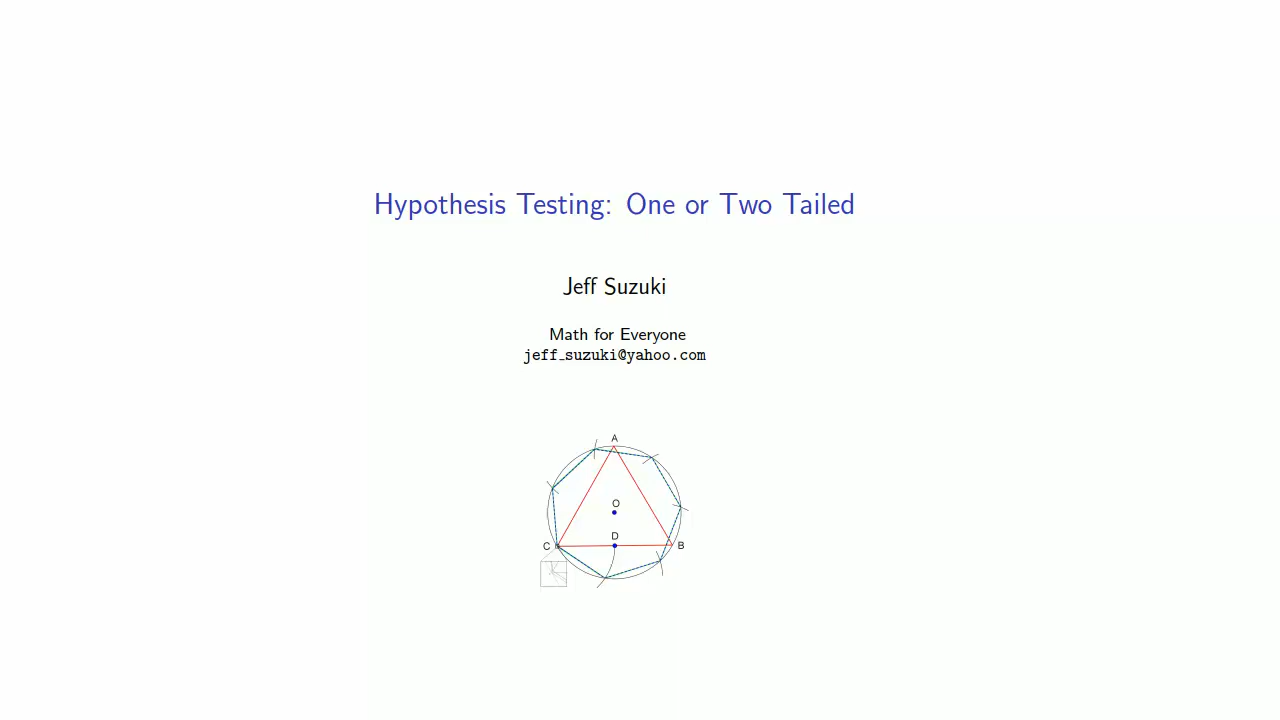 Hypothesis Testing: One or Two Tailed
Jeff Suzuki
Math for Everyone
jeff_suzuki@yahoo.com
A
O
D
C
B